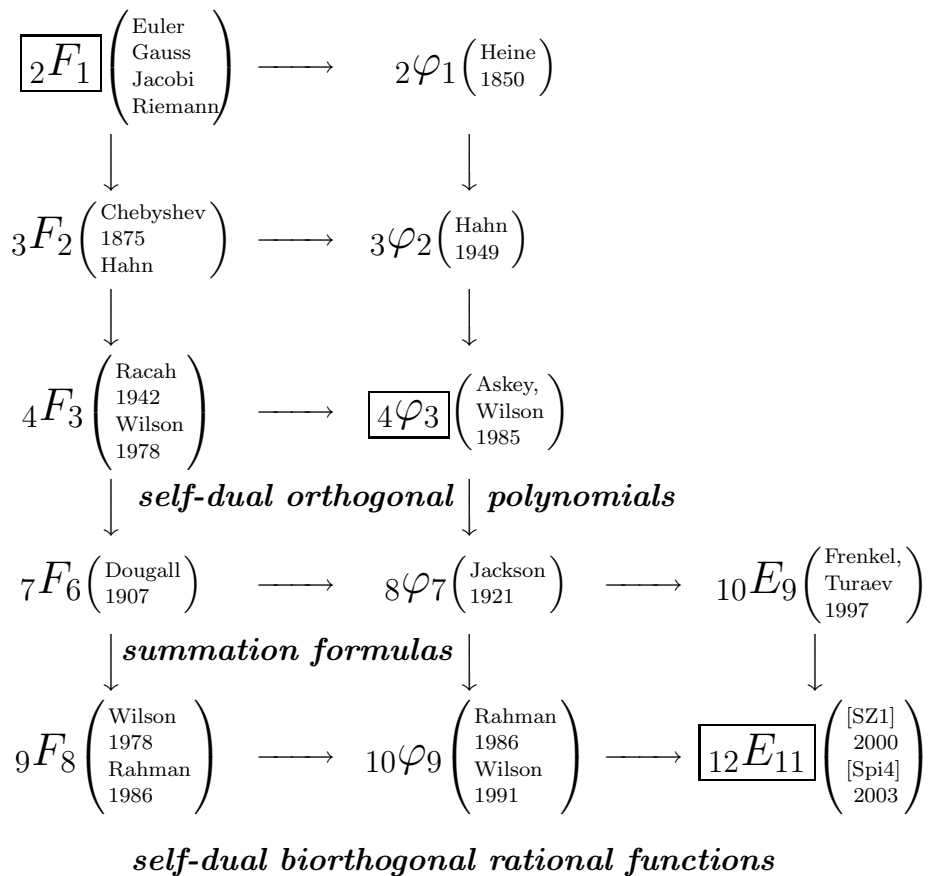 ₂F₁ ( Euler
Gauss
Jacobi
Riemann )
₂φ₁ ( Heine
1850 )
₃F₂ ( Chebyshev
1875
Hahn )
₃φ₂ ( Hahn
1949 )
₄F₃ ( Racah
1942
Wilson
1978 )
₄φ₃ ( Askey,
Wilson
1985 )
self-dual orthogonal polynomials
₇F₆ ( Dougall
1907 )
₈φ₇ ( Jackson
1921 )
₁₀E₉ ( Frenkel,
Turaev
1997 )
summation formulas
₉F₈ ( Wilson
1978
Rahman
1986 )
₁₀φ₉ ( Rahman
1986
Wilson
1991 )
₁₂E₁₁ ( [SZ1]
2000
[Spi4]
2003 )
self-dual biorthogonal rational functions